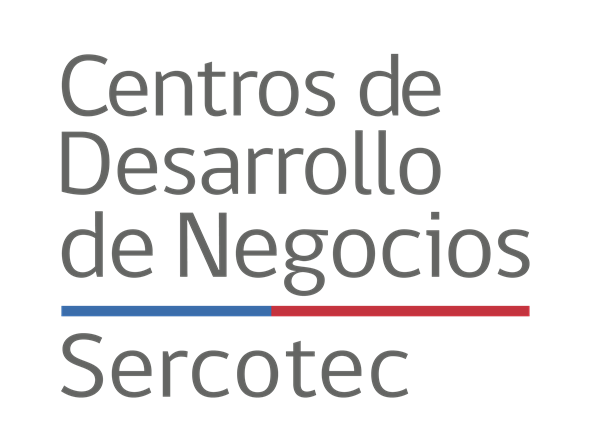 Centros de
Desarrollo
de Negocios
Sercotec